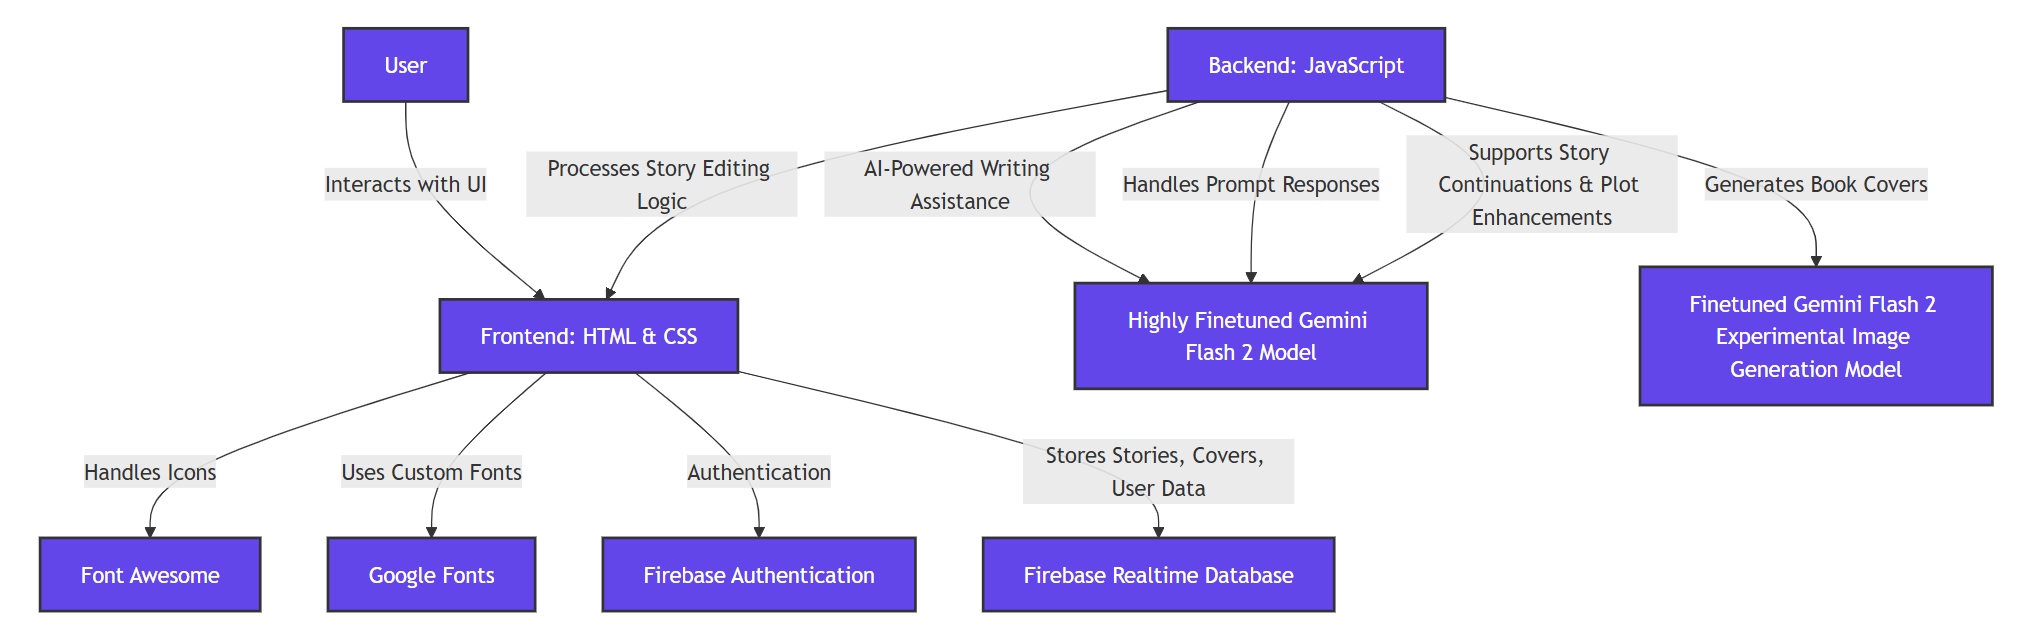 User
Backend: JavaScript
Interacts with UI
Processes Story Editing
Logic
AI-Powered Writing
Assistance
Handles Prompt Responses
Supports Story
Continuations & Plot
Enhancements
Generates Book Covers
Frontend: HTML & CSS
Highly Finetuned Gemini
Flash 2 Model
Finetuned Gemini Flash 2
Experimental Image
Generation Model
Handles Icons
Uses Custom Fonts
Authentication
Stores Stories, Covers,
User Data
Font Awesome
Google Fonts
Firebase Authentication
Firebase Realtime Database